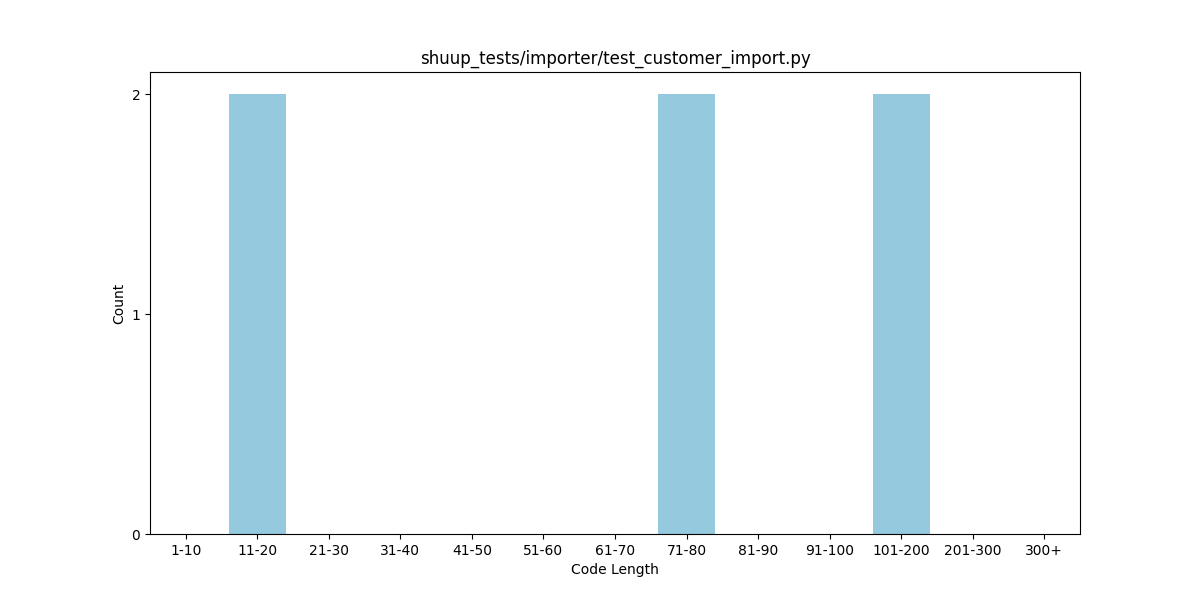 shuup_tests/importer/test_customer_import.py
Count
2
1
0
1-10 11-20 21-30 31-40 41-50 51-60 61-70 71-80 81-90 91-100 101-200 201-300 300+
Code Length